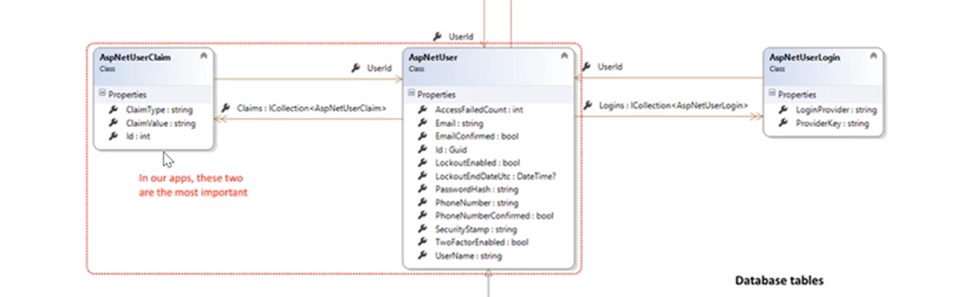 UserId
AspNetUserClaim
Class
Properties
ClaimType : string
ClaimValue : string
Id : int
In our apps, these two
are the most important
UserId
Claims : ICollection<AspNetUserClaim>
AspNetUser
Class
Properties
AccessFailedCount : int
Email : string
EmailConfirmed : bool
Id : Guid
LockoutEnabled : bool
LockoutEndDateUtc : DateTime?
PasswordHash : string
PhoneNumber : string
PhoneNumberConfirmed : bool
SecurityStamp : string
TwoFactorEnabled : bool
UserName : string
UserId
Logins : ICollection<AspNetUserLogin>
AspNetUserLogin
Class
Properties
LoginProvider : string
ProviderKey : string
Database tables